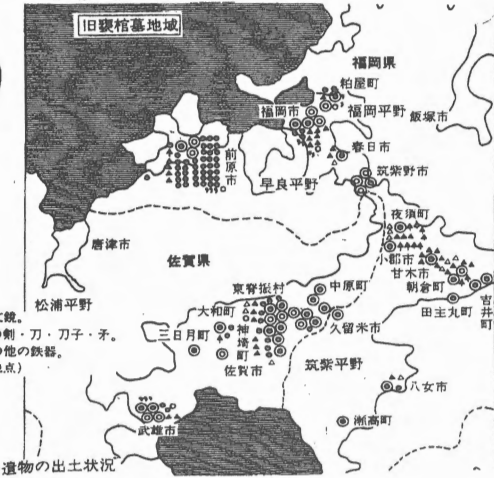 旧甕棺墓地域
福岡県
粕屋町
福岡市
福岡平野
飯塚市
春日市
前原市
早良平野
筑紫野市
夜須町
唐津市
佐賀県
小郡市
甘木市
朝倉町
吉井町
松浦平野
東脊振村
中原町
田主丸町
鏡。
大和町
剣・刀・刀子・矛。
三日月町
神埼町
久留米市
他の鉄器。
佐賀市
筑紫平野
点)
八女市
武雄市
瀬高町
遺物の出土状況